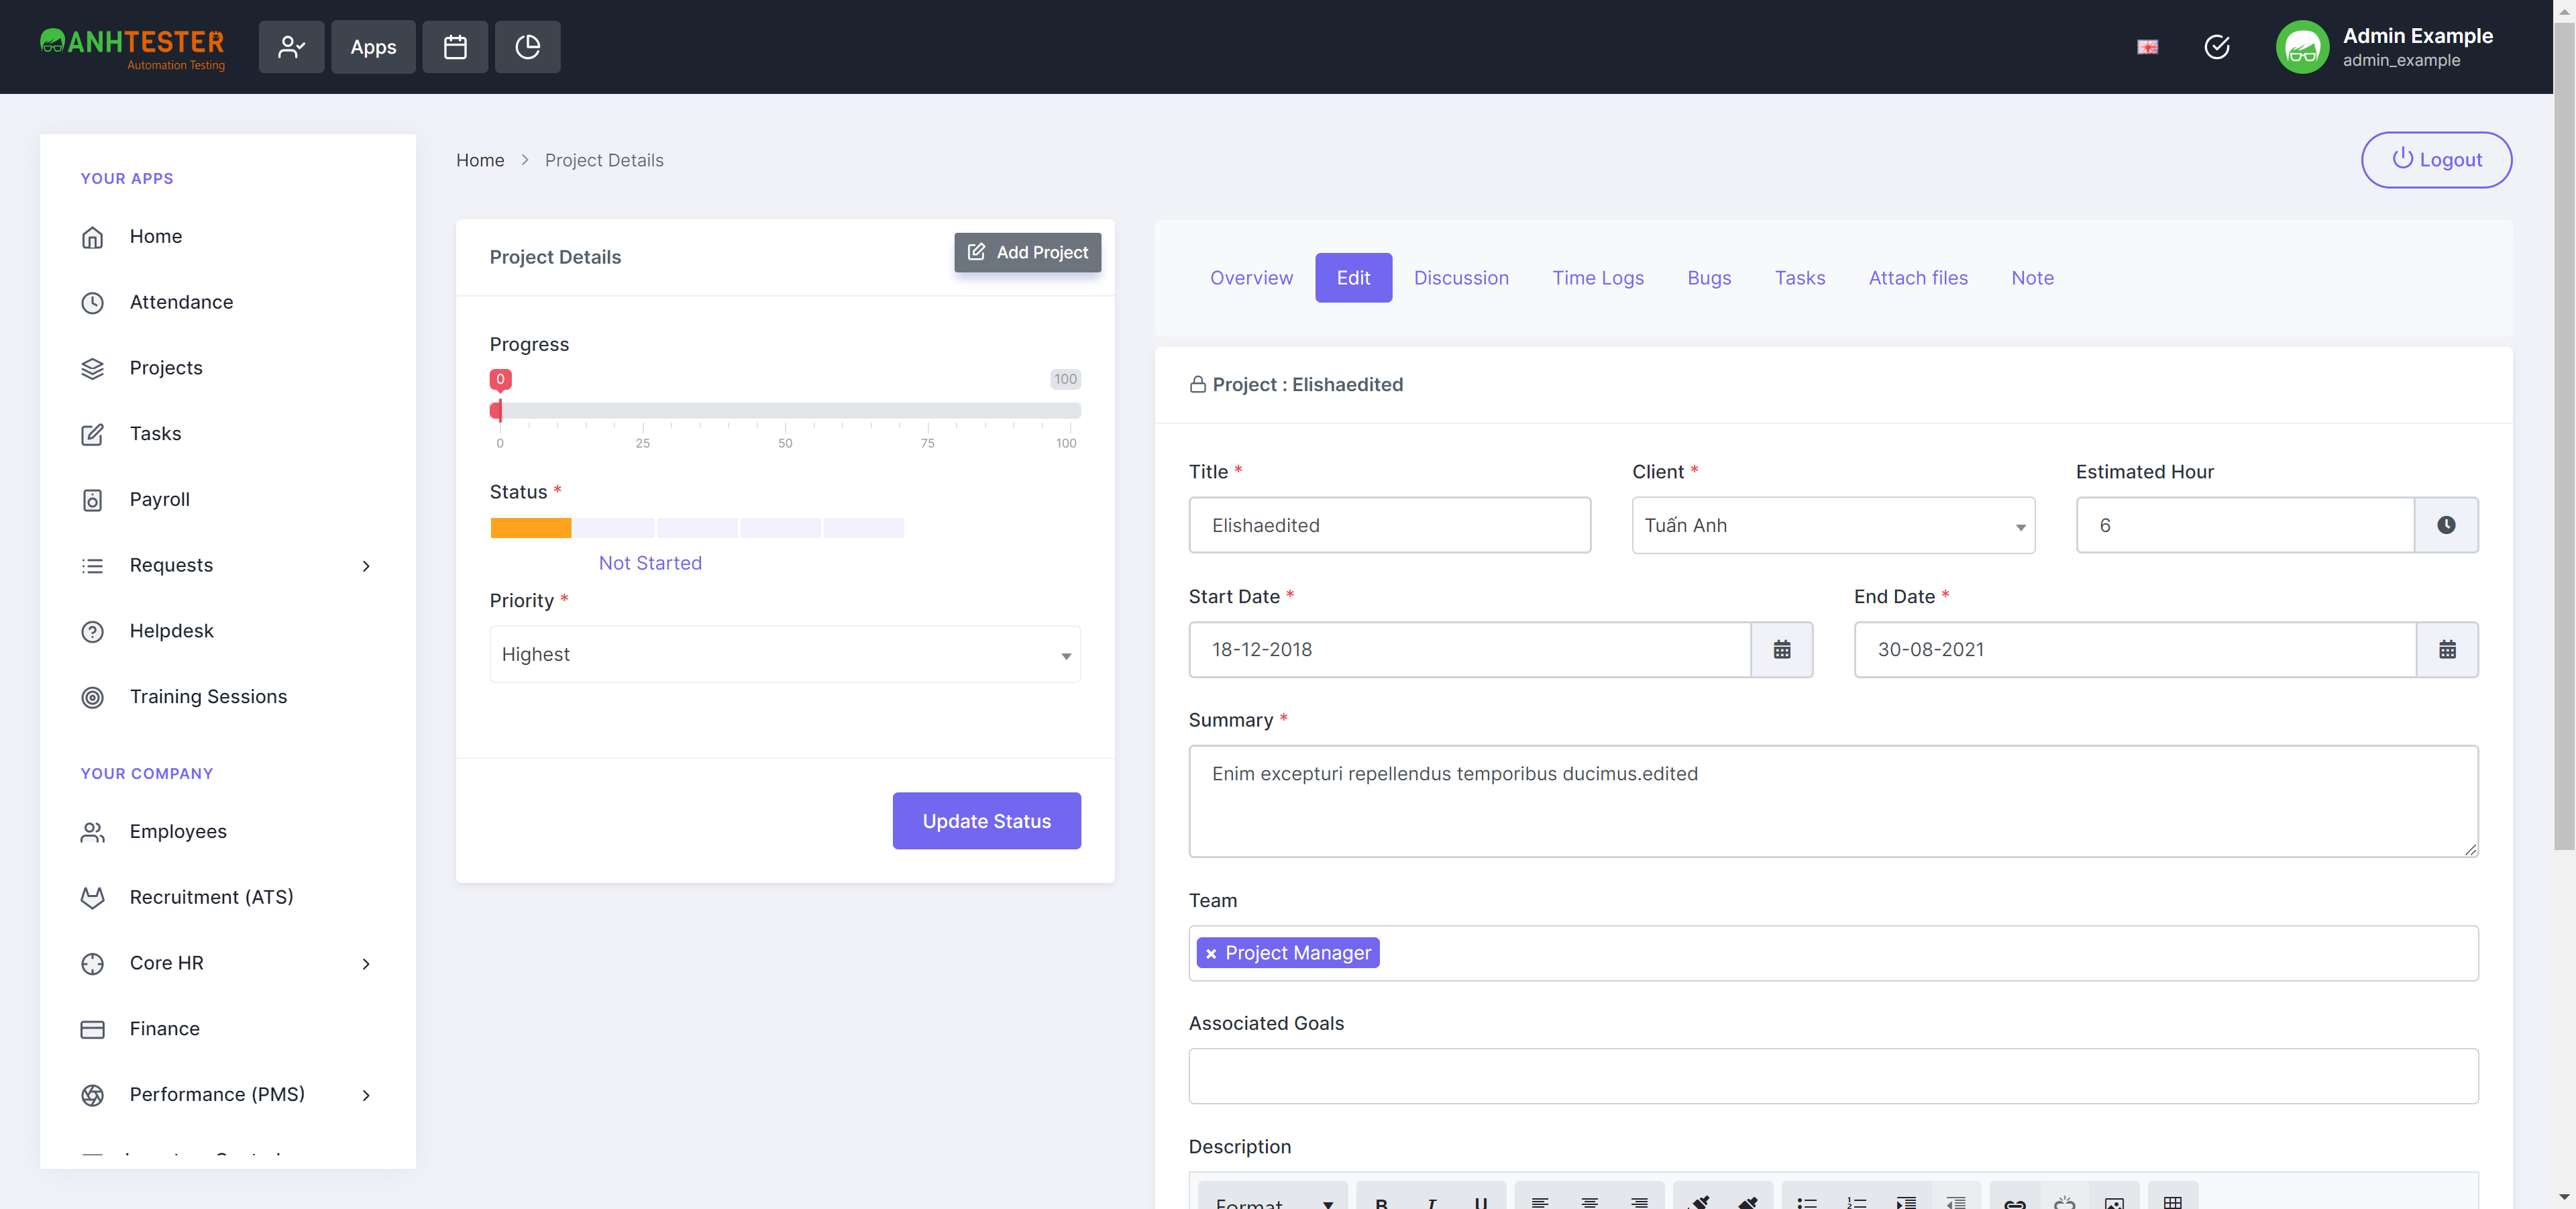 ANHTESTER
Automation Testing
Apps
Admin Example
admin_example
YOUR APPS
Home
Attendance
Projects
Tasks
Payroll
Requests
Helpdesk
Training Sessions
YOUR COMPANY
Employees
Recruitment (ATS)
Core HR
Finance
Performance (PMS)
Home > Project Details
Logout
Project Details
Add Project
Progress
0 100
0 25 50 75 100
Status *
Not Started
Priority *
Highest
Update Status
Overview Edit Discussion Time Logs Bugs Tasks Attach files Note
Project : Elishaedited
Title * Client * Estimated Hour
Elishaedited Tuấn Anh 6
Start Date * End Date *
18-12-2018 30-08-2021
Summary *
Enim excepturi repellendus temporibus ducimus.edited
Team
× Project Manager
Associated Goals
Description
Format B I U